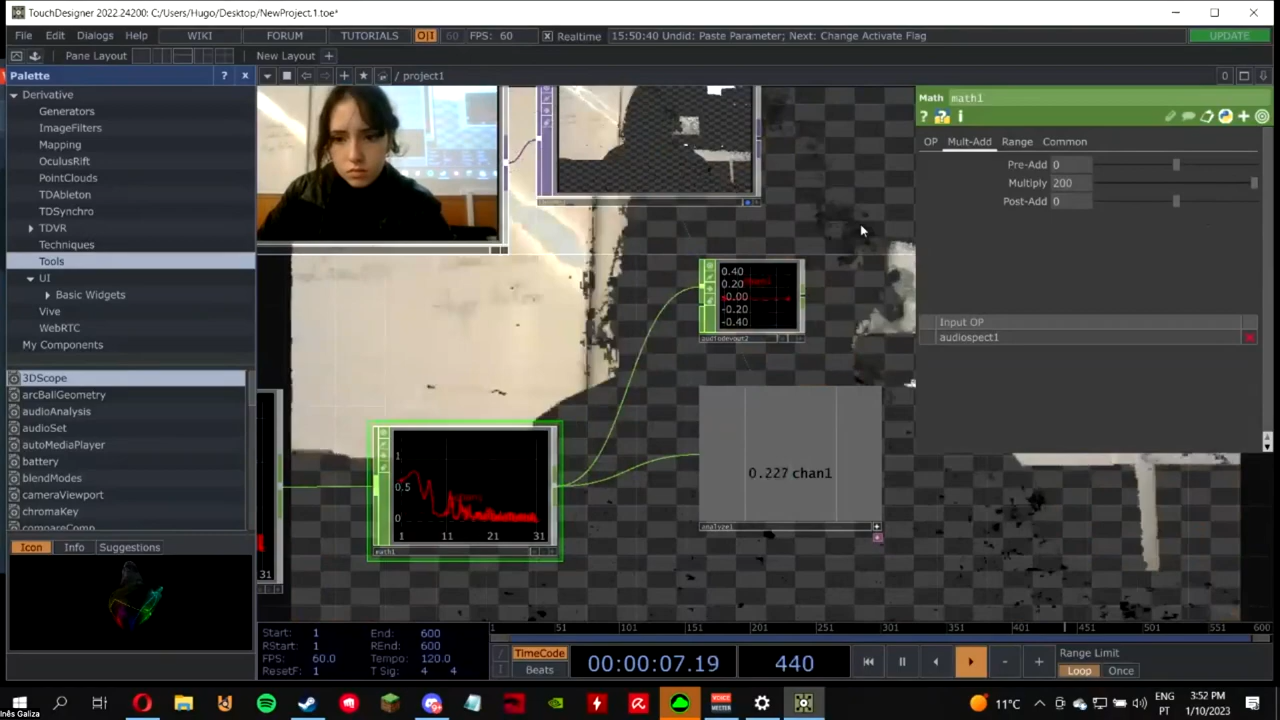 TouchDesigner 2022.24200: C:/Users/Hugo/Desktop/NewProject.1.toe*
File Edit Dialogs Help WIKI FORUM TUTORIALS O|I 60 FPS: 60 Realtime 15:50:40 Undid: Paste Parameter; Next: Change Activate Flag UPDATE
Pane Layout New Layout +
Palette ? x / project1 0
Derivative
Generators
ImageFilters
Mapping
OculusRift
PointClouds
TDAbleton
TDSynchro
TDVR
Techniques
Tools
UI
Basic Widgets
Vive
WebRTC
My Components
3DScope
arcBallGeometry
audioAnalysis
audioSet
autoMediaPlayer
battery
blendModes
cameraViewport
chromaKey
compareComp
Icon Info Suggestions
Math math1
OP Mult-Add Range Common
Pre-Add 0
Multiply 200
Post-Add 0
Input OP
audiospect1
0.40
0.20
-0.00
-0.20
-0.40
audiodevout2
1
0.5
0
1 11 21 31
math1
0.227 chan1
analyze1
31
Start: 1 End: 600
RStart: 1 REnd: 600
FPS: 60.0 Tempo: 120.0
ResetF: 1 T Sig: 4 4
1 51 101 151 201 251 301 351 401 451 501 551 600
TimeCode
Beats
00:00:07.19 440
Range Limit
Loop Once
11°C
ENG
PT
3:52 PM
1/10/2023
Inês Galiza